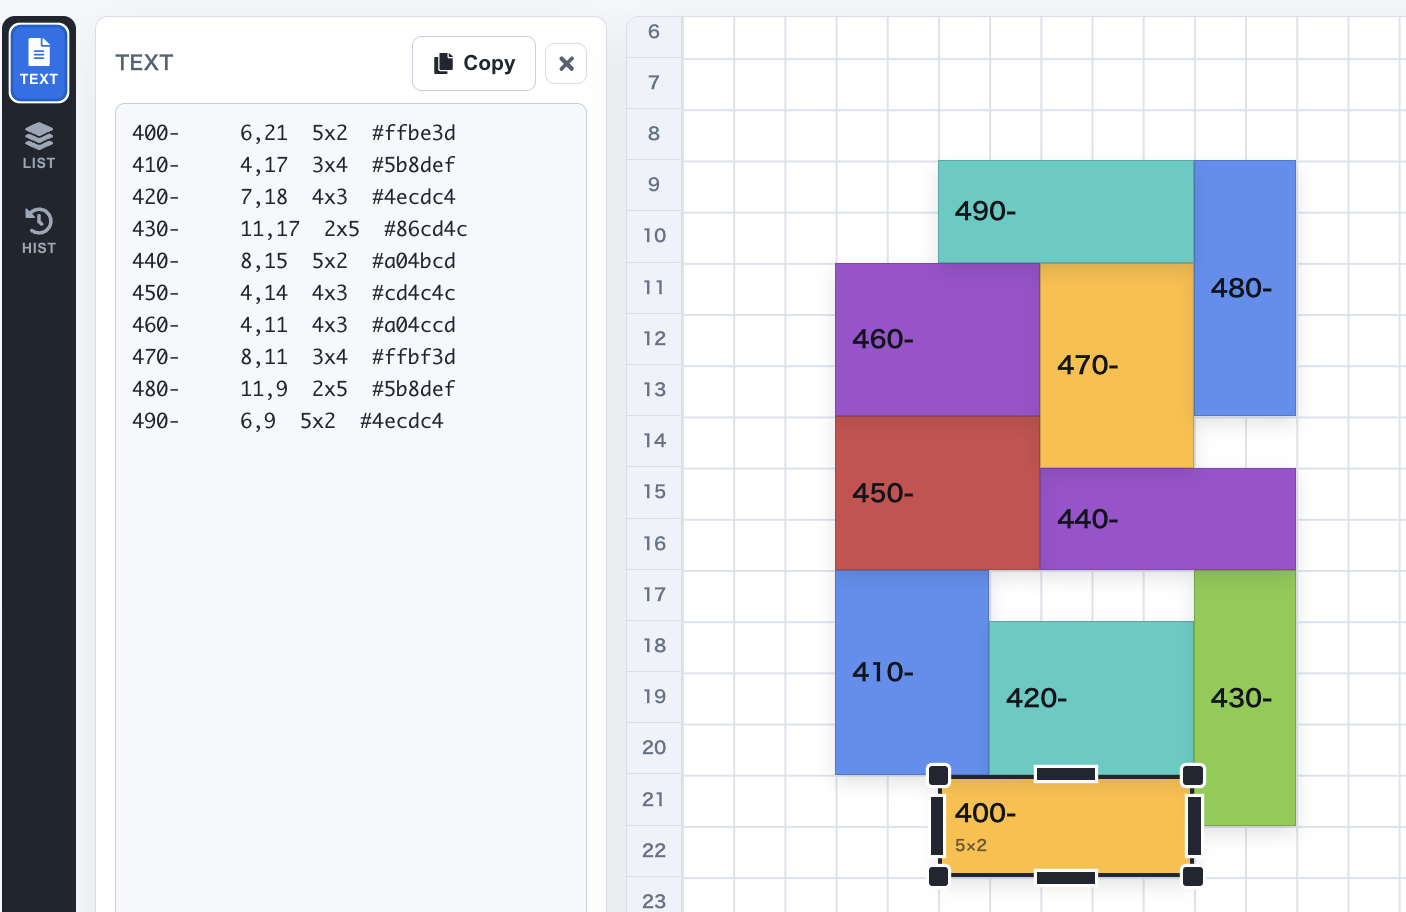 TEXT
LIST
HIST
TEXT
Copy
400-     6,21  5x2  #ffbe3d
410-     4,17  3x4  #5b8def
420-     7,18  4x3  #4ecdc4
430-     11,17  2x5  #86cd4c
440-     8,15  5x2  #a04bcd
450-     4,14  4x3  #cd4c4c
460-     4,11  4x3  #a04ccd
470-     8,11  3x4  #ffbf3d
480-     11,9  2x5  #5b8def
490-     6,9  5x2  #4ecdc4
6
7
8
9
10
11
12
13
14
15
16
17
18
19
20
21
22
23
490-
480-
460-
470-
450-
440-
410-
420-
430-
400-
5×2